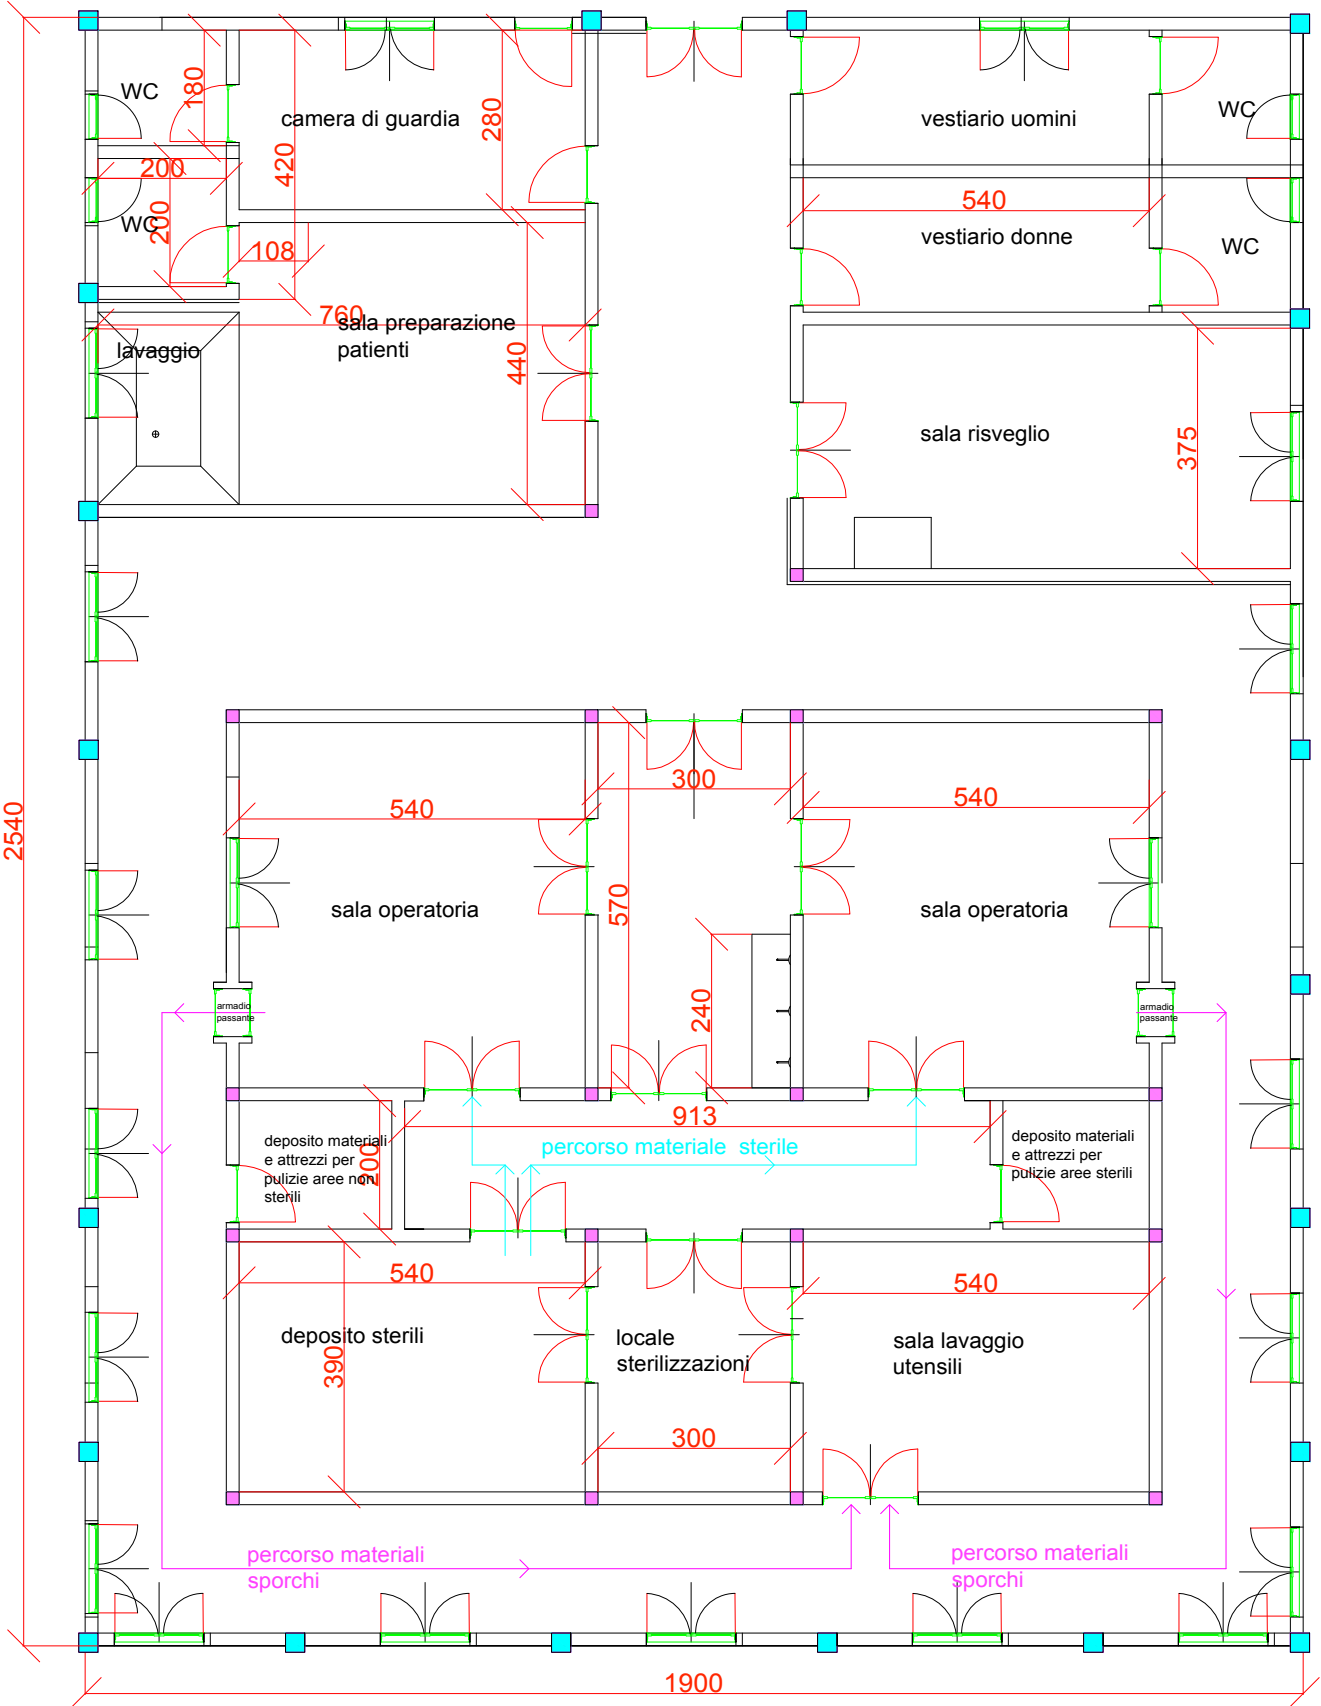 WC
180
camera di guardia
280
vestiario uomini
WC
200
420
WC
200
108
540
vestiario donne
WC
760
sala preparazione
patienti
lavaggio
440
sala risveglio
375
2540
540
300
540
sala operatoria
570
sala operatoria
240
armadio
passante
armadio
passante
913
deposito materiali
e attrezzi per
pulizie aree non
sterili
200
percorso materiale sterile
deposito materiali
e attrezzi per
pulizie aree sterili
540
540
deposito sterili
390
locale
sterilizzazioni
sala lavaggio
utensili
300
percorso materiali
sporchi
percorso materiali
sporchi
1900